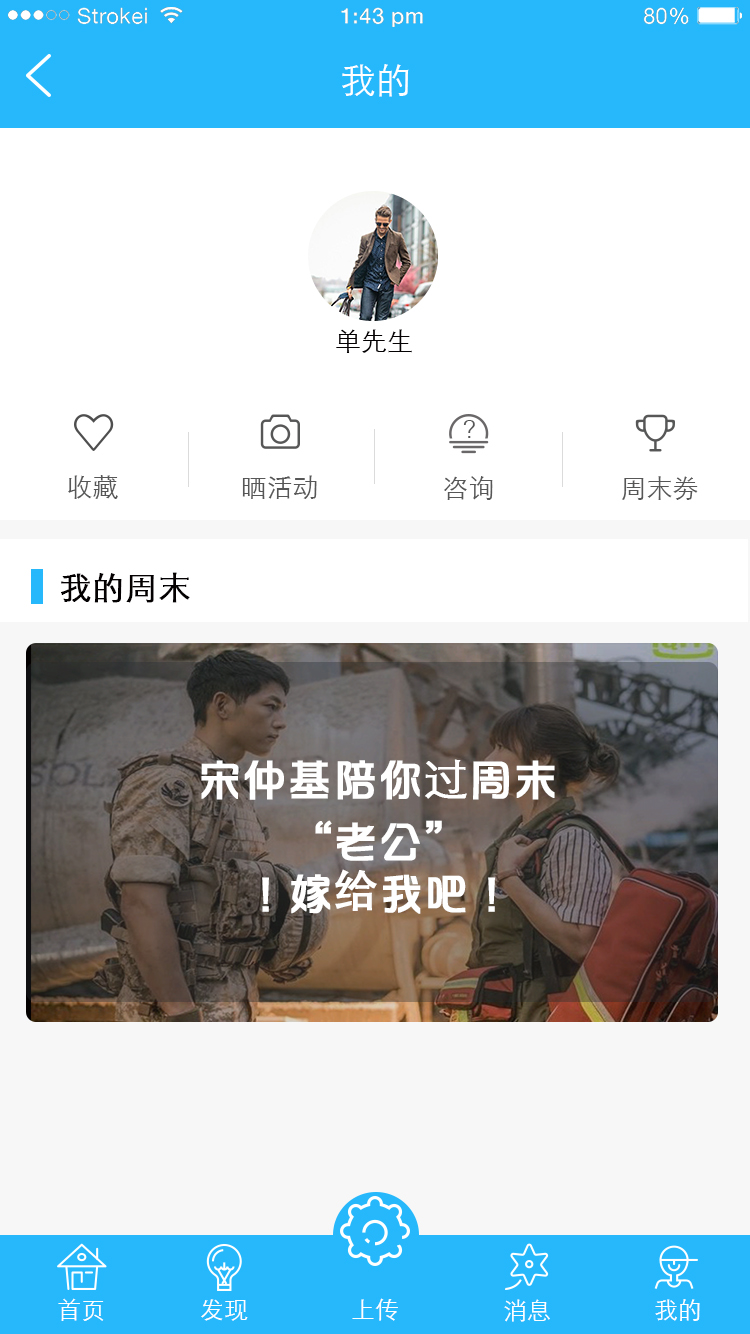 Strokei 1:43 pm 80%
我的
单先生
收藏 晒活动 咨询 周末券
我的周末
宋仲基陪你过周末
“老公”
！嫁给我吧！
首页 发现 上传 消息 我的